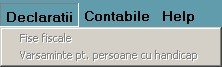 Declaratii Contabile Help
Fise fiscale
Varsaminte pt. persoane cu handicap